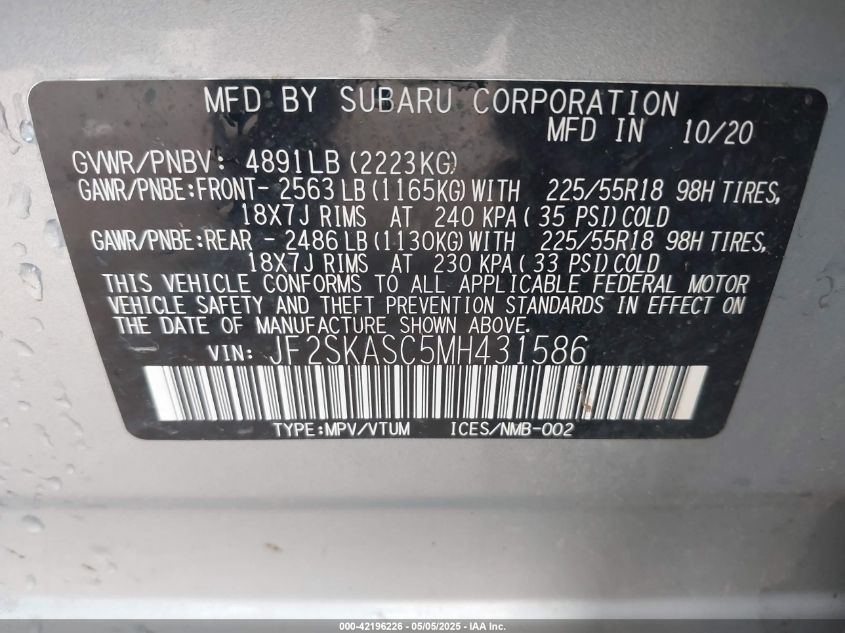 MFD BY SUBARU CORPORATION
MFD IN 10/20
GVWR/PNBV: 4891LB (2223KG)
GAWR/PNBE:FRONT- 2563 LB (1165KG) WITH 225/55R18 98H TIRES,
18X7J RIMS AT 240 KPA (35 PSI) COLD
GAWR/PNBE:REAR - 2486 LB (1130KG) WITH 225/55R18 98H TIRES,
18X7J RIMS AT 230 KPA (33 PSI) COLD
THIS VEHICLE CONFORMS TO ALL APPLICABLE FEDERAL MOTOR
VEHICLE SAFETY AND THEFT PREVENTION STANDARDS IN EFFECT ON
THE DATE OF MANUFACTURE SHOWN ABOVE.
VIN: JF2SKASC5MH431586
TYPE:MPV/VTUM ICES/NMB-002
000-42196226 - 05/05/2025 - IAA Inc.